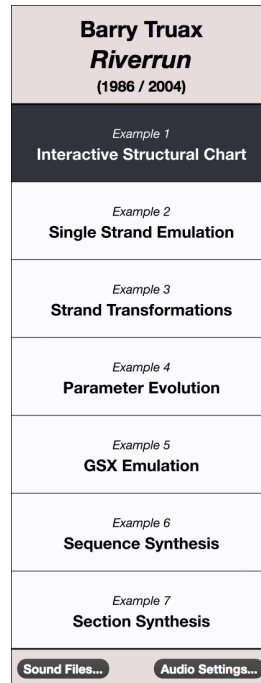 Barry Truax
Riverrun
(1986 / 2004)
Example 1
Interactive Structural Chart
Example 2
Single Strand Emulation
Example 3
Strand Transformations
Example 4
Parameter Evolution
Example 5
GSX Emulation
Example 6
Sequence Synthesis
Example 7
Section Synthesis
Sound Files... Audio Settings...